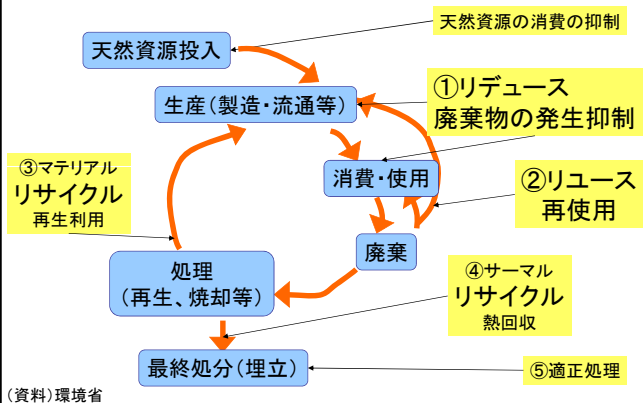 天然資源の消費の抑制
天然資源投入
①リデュース
廃棄物の発生抑制
生産(製造・流通等)
③マテリアル
リサイクル
再生利用
消費・使用
②リユース
再使用
廃棄
処理
(再生、焼却等)
④サーマル
リサイクル
熱回収
最終処分(埋立)
⑤適正処理
(資料)環境省